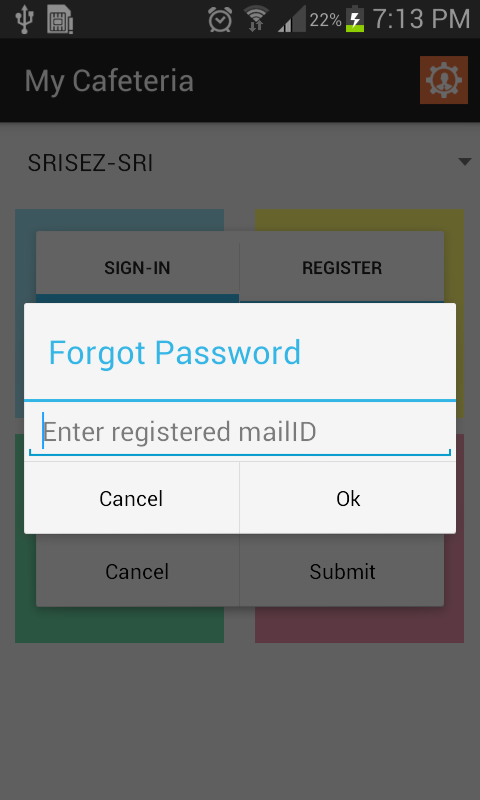 22% 7:13 PM
My Cafeteria
SRISEZ-SRI
SIGN-IN REGISTER
Forgot Password
Enter registered mailID
Cancel Ok
Cancel Submit